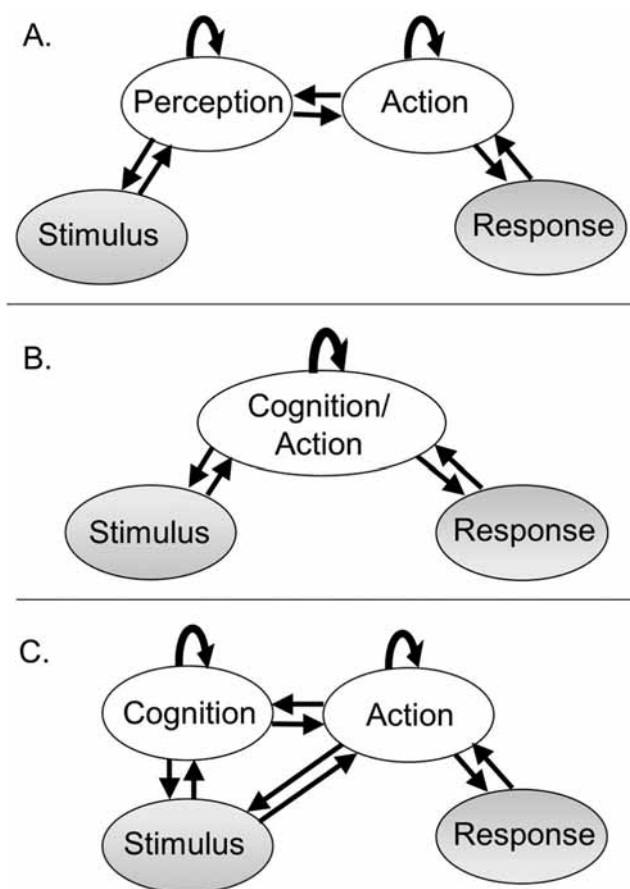 A.
Perception
Action
Stimulus
Response
B.
Cognition/
Action
Stimulus
Response
C.
Cognition
Action
Stimulus
Response